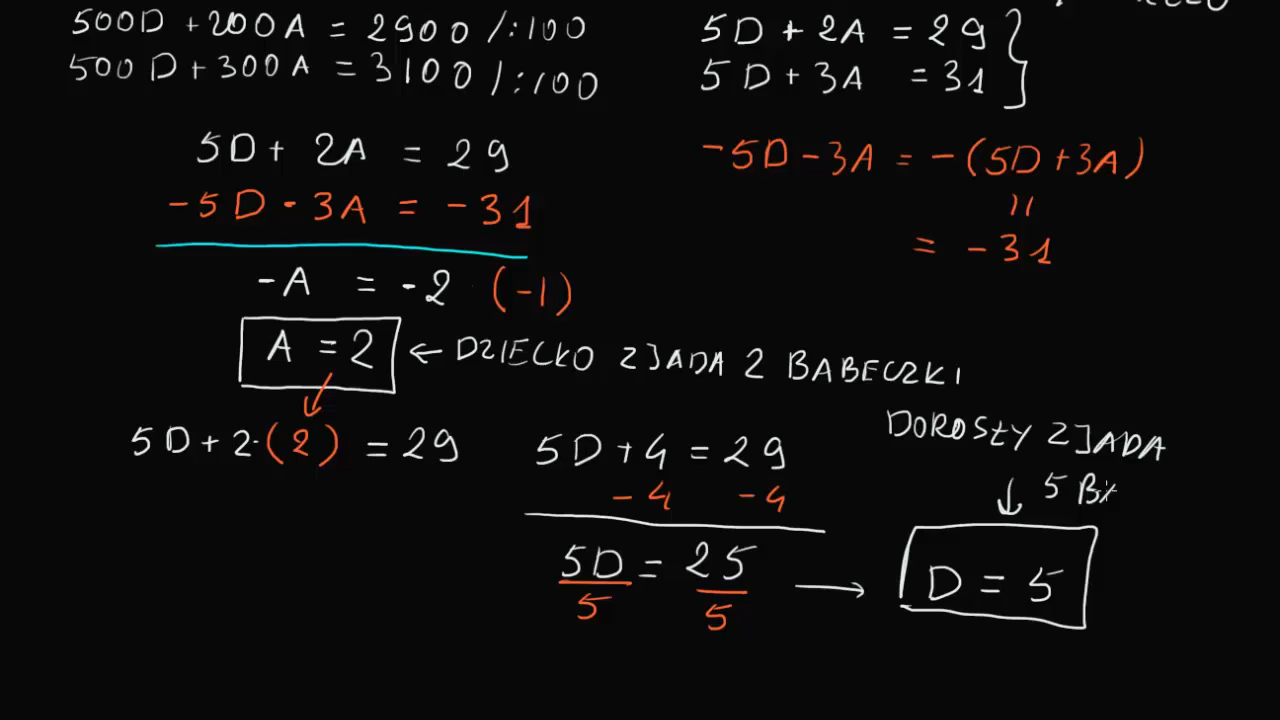 500D + 200A = 2900 /:100
500D + 300A = 3100 /:100
5D + 2A = 29
5D + 3A = 31
5D + 2A = 29
-5D - 3A = -31
-A = -2 (-1)
A = 2 ← DZIECKO ZJADA 2 BABECZKI
-5D - 3A = -(5D + 3A)
= -31
5D + 2·(2) = 29
5D + 4 = 29
-4 -4
5D = 25
5 5
DOROSŁY ZJADA
↓ 5
→ D = 5